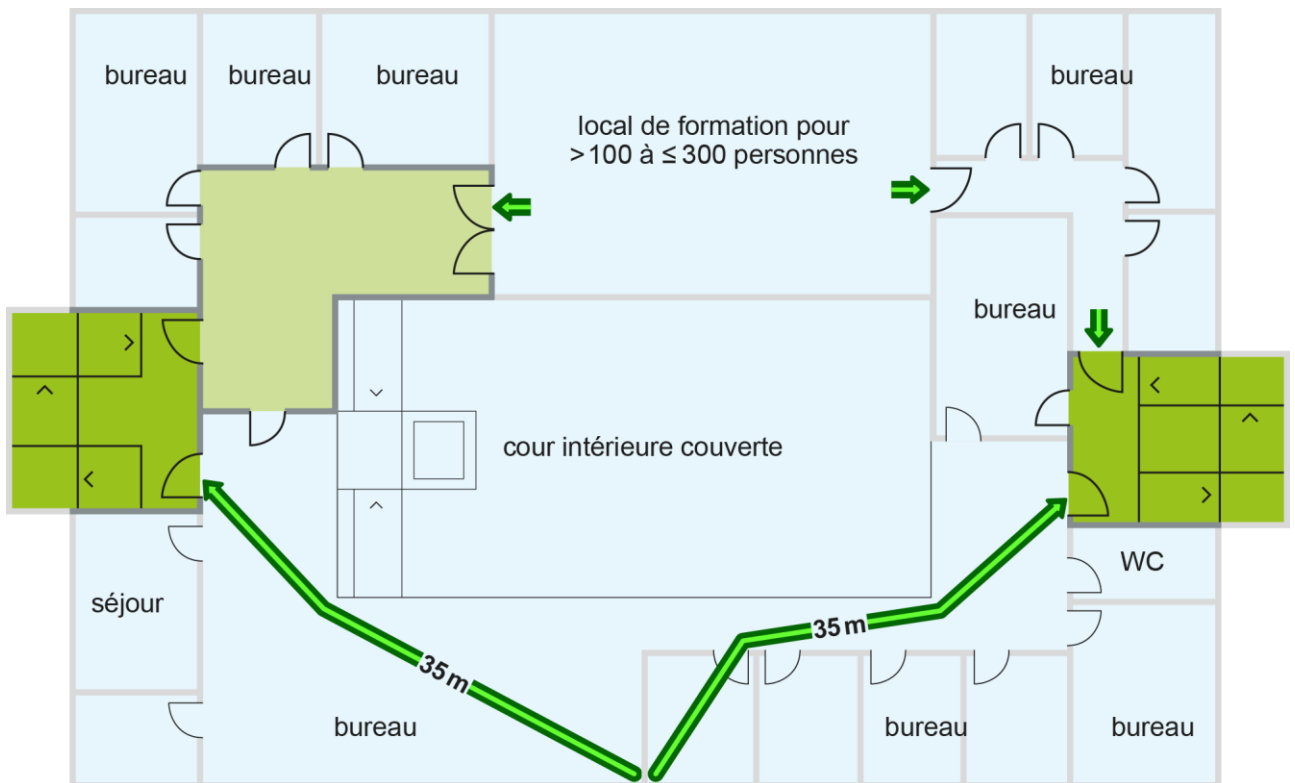 bureau
bureau
bureau
bureau
local de formation pour
> 100 à ≤ 300 personnes
bureau
cour intérieure couverte
séjour
WC
35 m
35 m
bureau
bureau
bureau